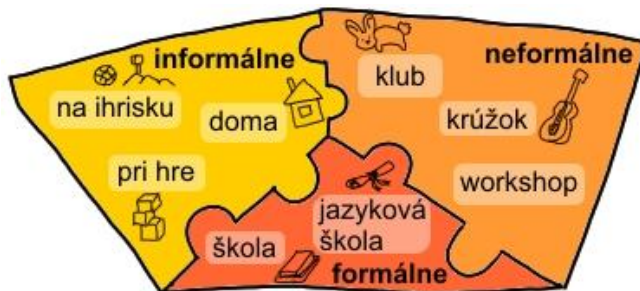 informálne
na ihrisku
doma
pri hre
neformálne
klub
krúžok
workshop
škola
jazyková
škola
formálne